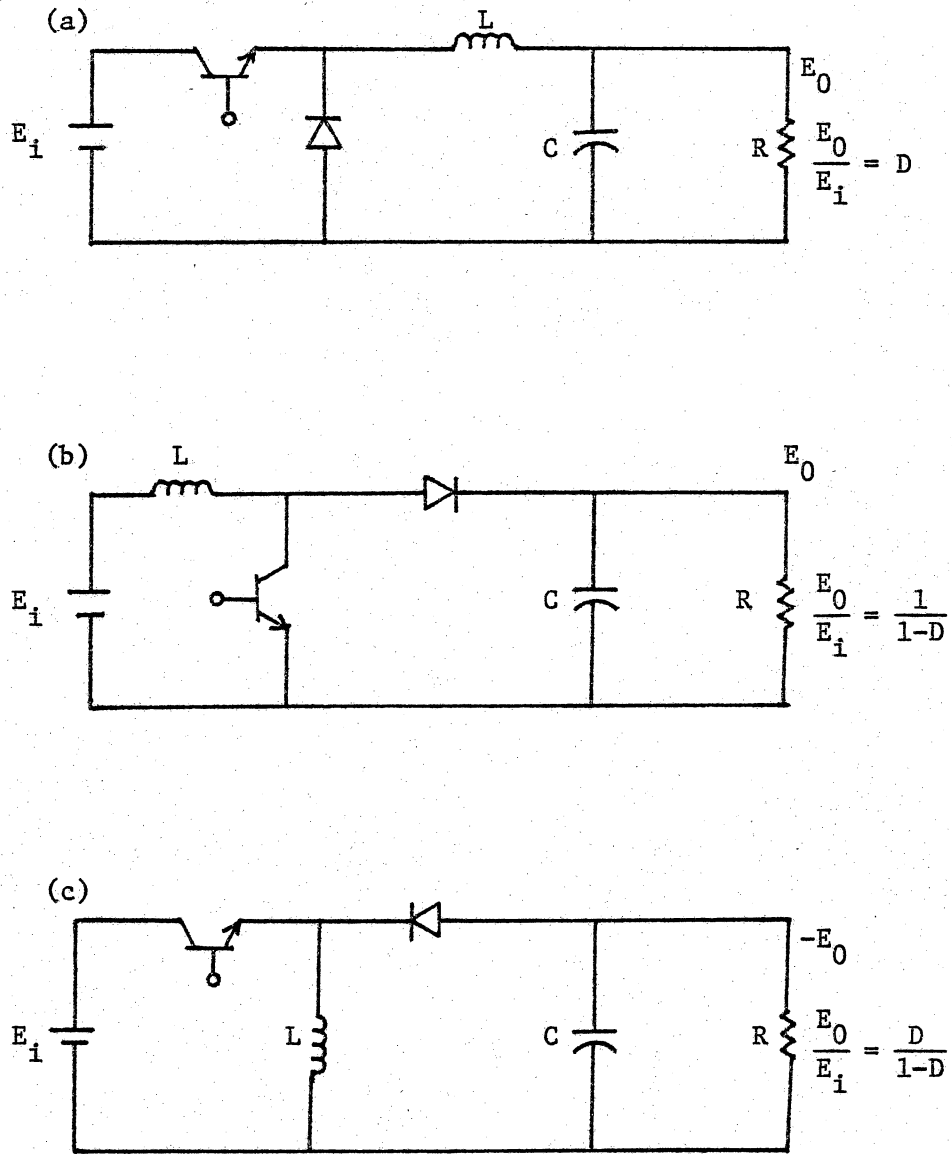 (a)
L
E_i
C
R
E_0
E_0/E_i = D
(b)
L
E_i
C
R
E_0
E_0/E_i = 1/1-D
(c)
E_i
L
C
R
-E_0
E_0/E_i = D/1-D